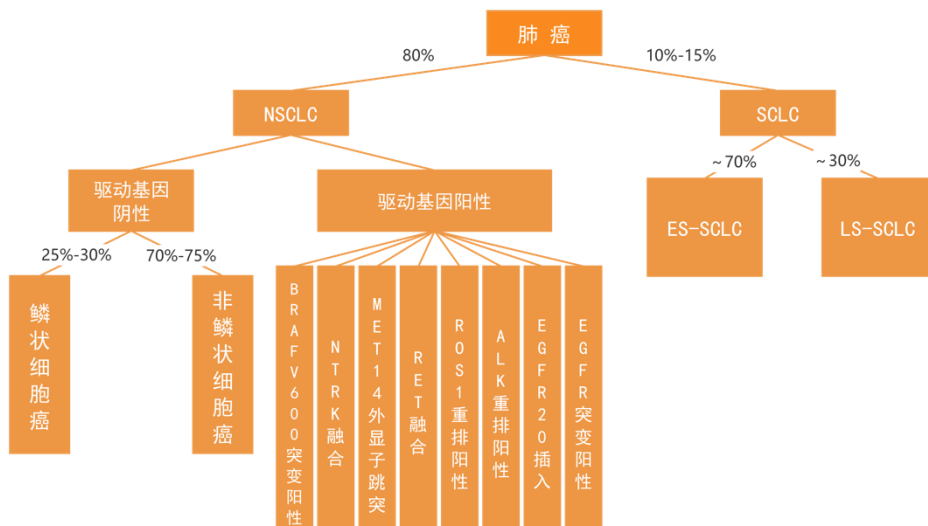 肺 癌
80%
10%-15%
NSCLC
SCLC
~70%
~30%
驱动基因
阴性
驱动基因阳性
ES-SCLC
LS-SCLC
25%-30%
70%-75%
鳞状细胞癌
非鳞状细胞癌
BRAFV600突变阳性
NTRK融合
MET14外显子跳突
RET融合
ROS1重排阳性
ALK重排阳性
EGFR20插入
EGFR突变阳性